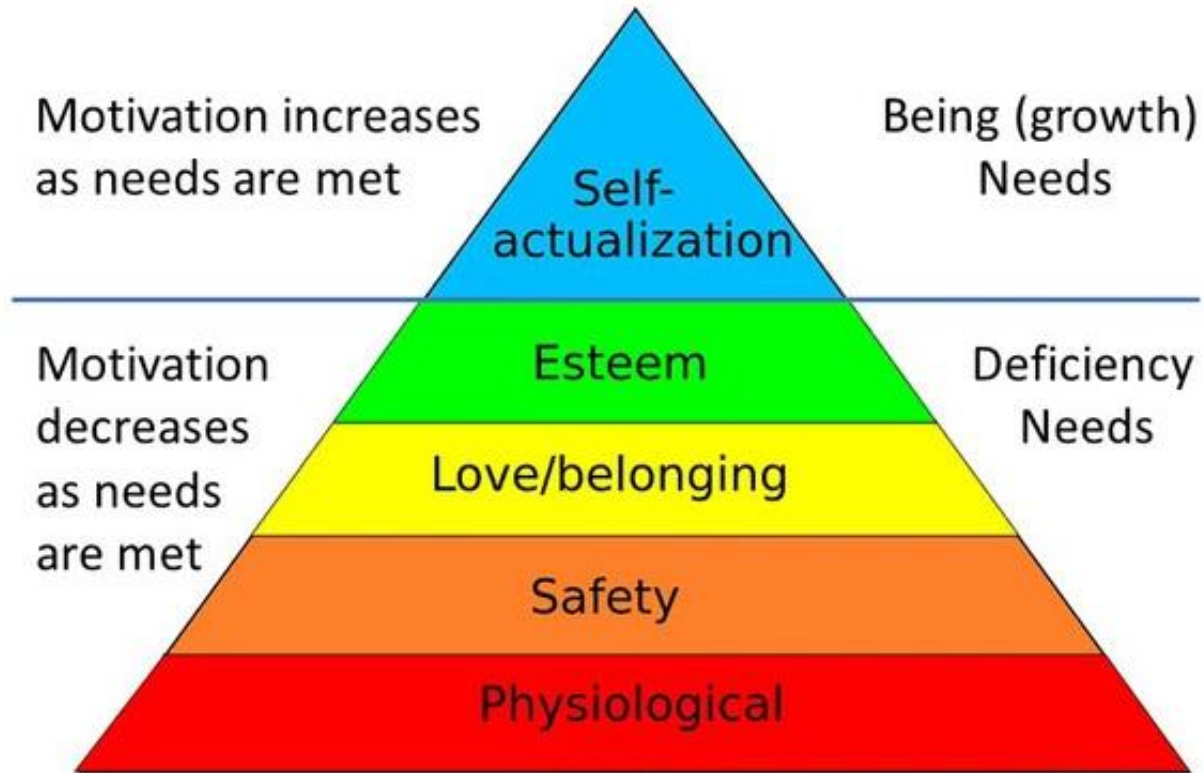 Motivation increases
as needs are met
Being (growth)
Needs
Self-
actualization
Motivation
decreases
as needs
are met
Esteem
Deficiency
Needs
Love/belonging
Safety
Physiological